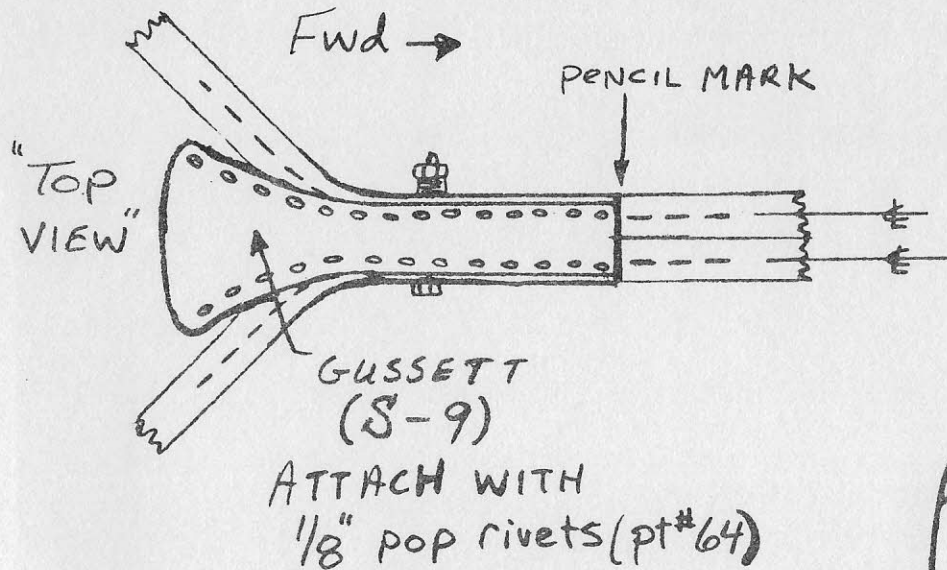 Fwd
PENCIL MARK
"TOP
VIEW"
℄
℄
GUSSETT
(S-9)
ATTACH WITH
1/8" pop rivets (pt#64)